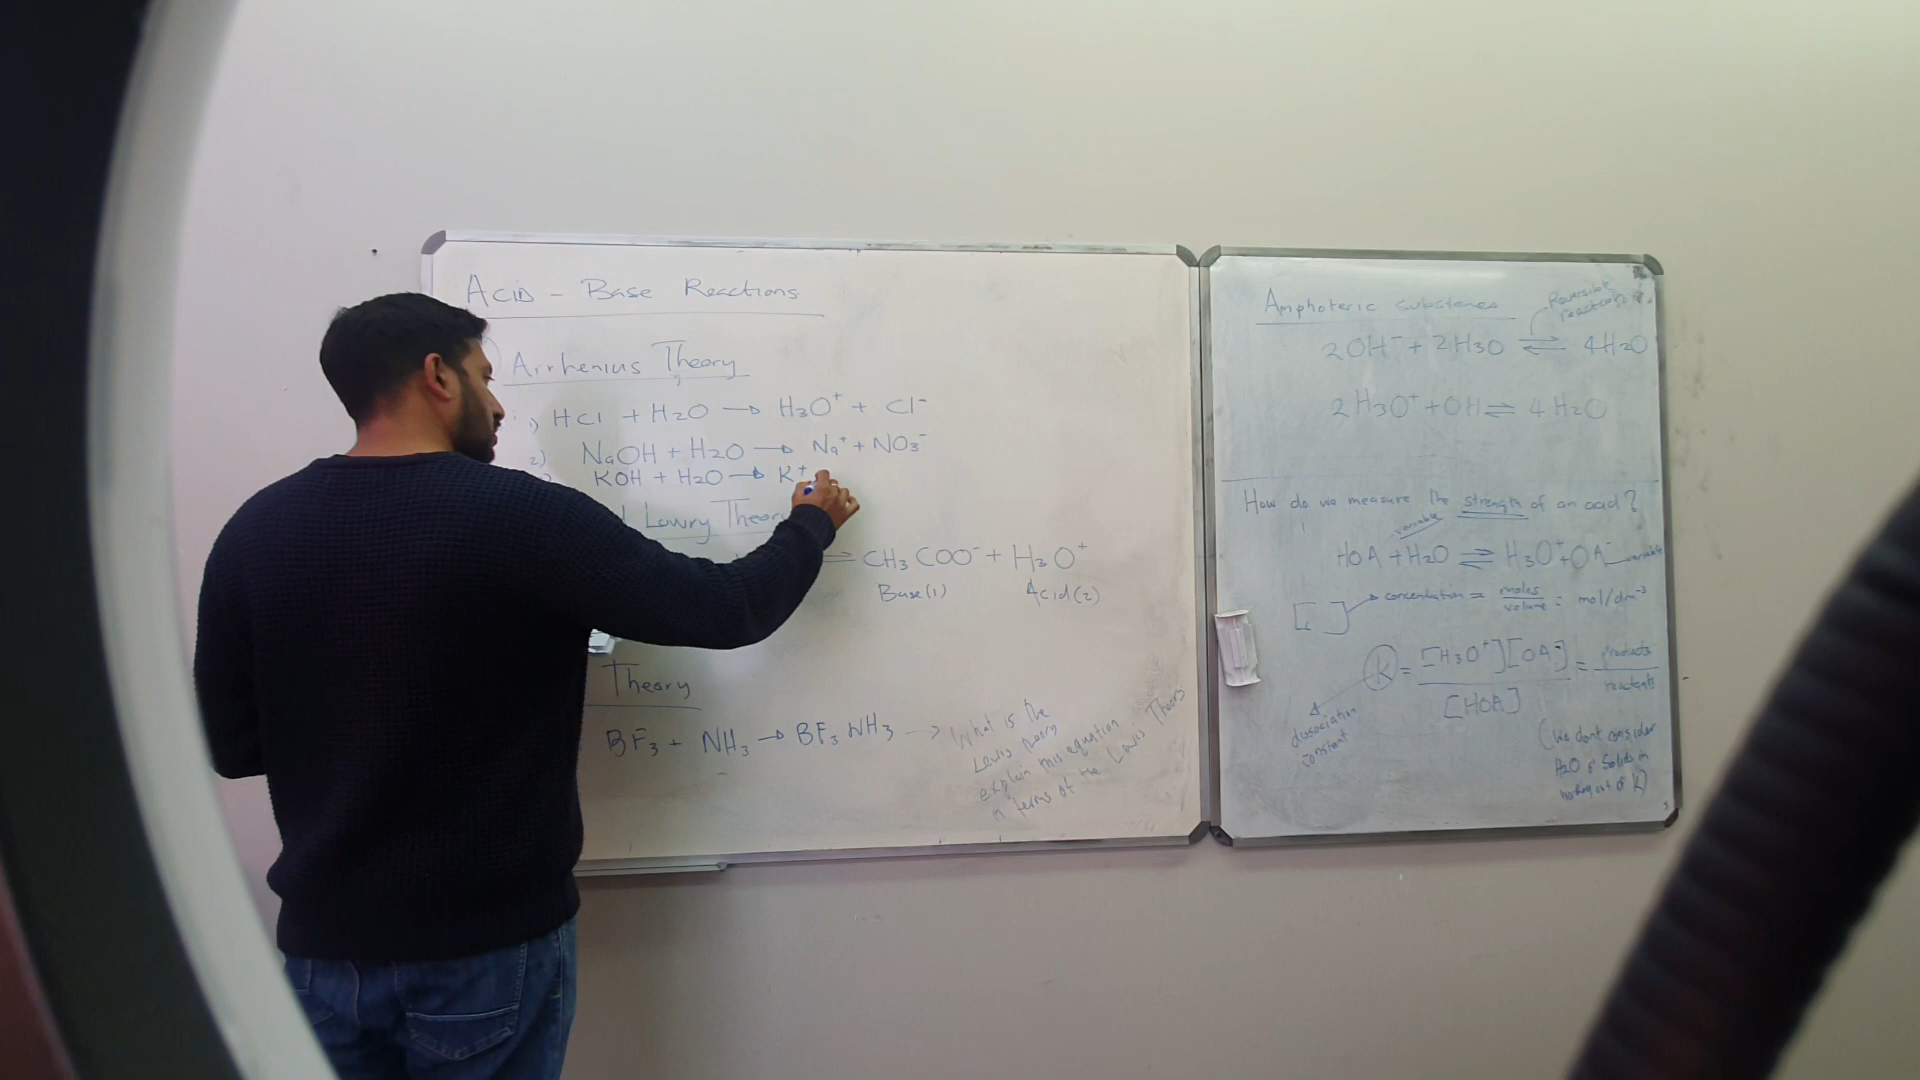 Acid - Base Reactions
Arrhenius Theory
1) HCl + H2O → H3O⁺ + Cl⁻
2) NaOH + H2O → Na⁺ + NO3⁻
KOH + H2O → K⁺
Lowry Theory
⇌ CH3COO⁻ + H3O⁺
Base(1) Acid(2)
Theory
BF3 + NH3 → BF3NH3 → What is the
Lewis theory
explain this equation
in terms of the Lewis Theory
Amphoteric substances
Reversible
reaction
2OH⁻ + 2H3O ⇌ 4H2O
2H3O⁺ + OH ⇌ 4H2O
How do we measure the strength of an acid?
variable
HOA + H2O ⇌ H3O⁺ + OA⁻ variable
[ ] → concentration = moles/volume = mol/dm⁻³
K = [H3O⁺][OA⁻]/[HOA] = products/reactants
dissociation
constant
(We dont consider
H2O & Solids in
working out of K)